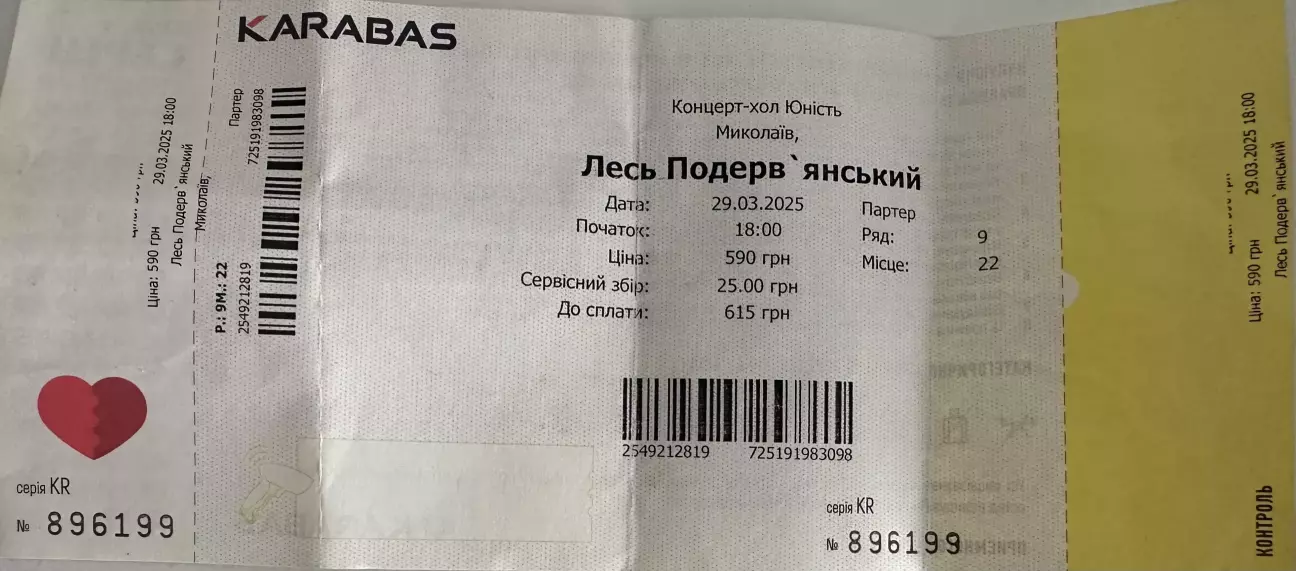 KARABAS
Концерт-хол Юність
Миколаїв,
Лесь Подерв`янський
Дата: 29.03.2025 Партер
Початок: 18:00 Ряд: 9
Ціна: 590 грн Місце: 22
Сервісний збір: 25.00 грн
До сплати: 615 грн
2549212819 725191983098
серія KR
№ 896199
29.03.2025 18:00
Ціна: 590 грн
Лесь Подерв`янський
Миколаїв,
серія KR
№ 896199
Партер
Р.: 9М.: 22
2549212819 725191983098
29.03.2025 18:00
Ціна: 590 грн
Лесь Подерв`янський
КОНТРОЛЬ